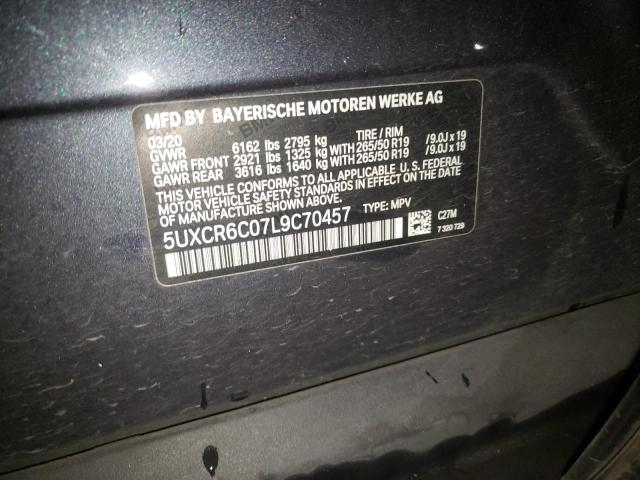 MFD BY BAYERISCHE MOTOREN WERKE AG
03/20 TIRE / RIM
GVWR 6162 lbs 2795 kg
GAWR FRONT 2921 lbs 1325 kg WITH 265/50 R19 /9.0J x 19
GAWR REAR 3616 lbs 1640 kg WITH 265/50 R19 /9.0J x 19
THIS VEHICLE CONFORMS TO ALL APPLICABLE U.S. FEDERAL
MOTOR VEHICLE SAFETY STANDARDS IN EFFECT ON THE
DATE OF MANUFACTURE SHOWN ABOVE.
5UXCR6C07L9C70457 TYPE: MPV
C27M
7 320 729